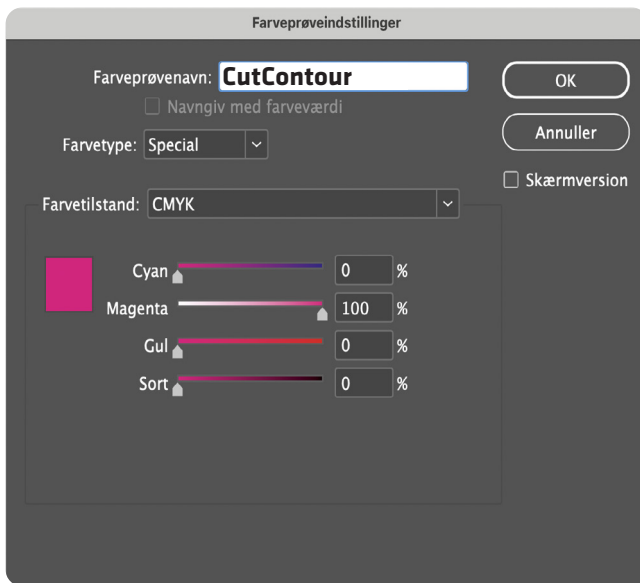 Farveprøveindstillinger
Farveprøvenavn: CutContour
Navngiv med farveværdi
Farvetype: Special
Farvetilstand: CMYK
Cyan 0 %
Magenta 100 %
Gul 0 %
Sort 0 %
OK
Annuller
Skærmversion